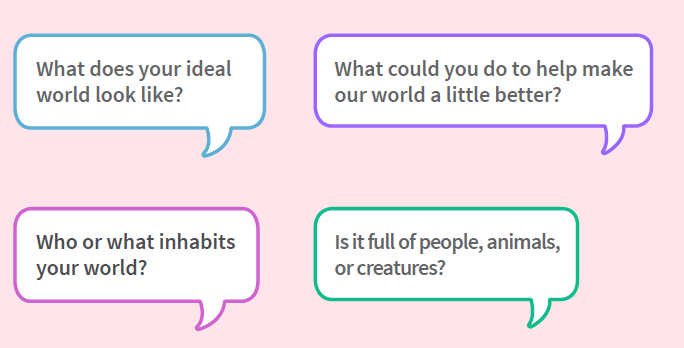 What does your ideal
world look like?
What could you do to help make
our world a little better?
Who or what inhabits
your world?
Is it full of people, animals,
or creatures?